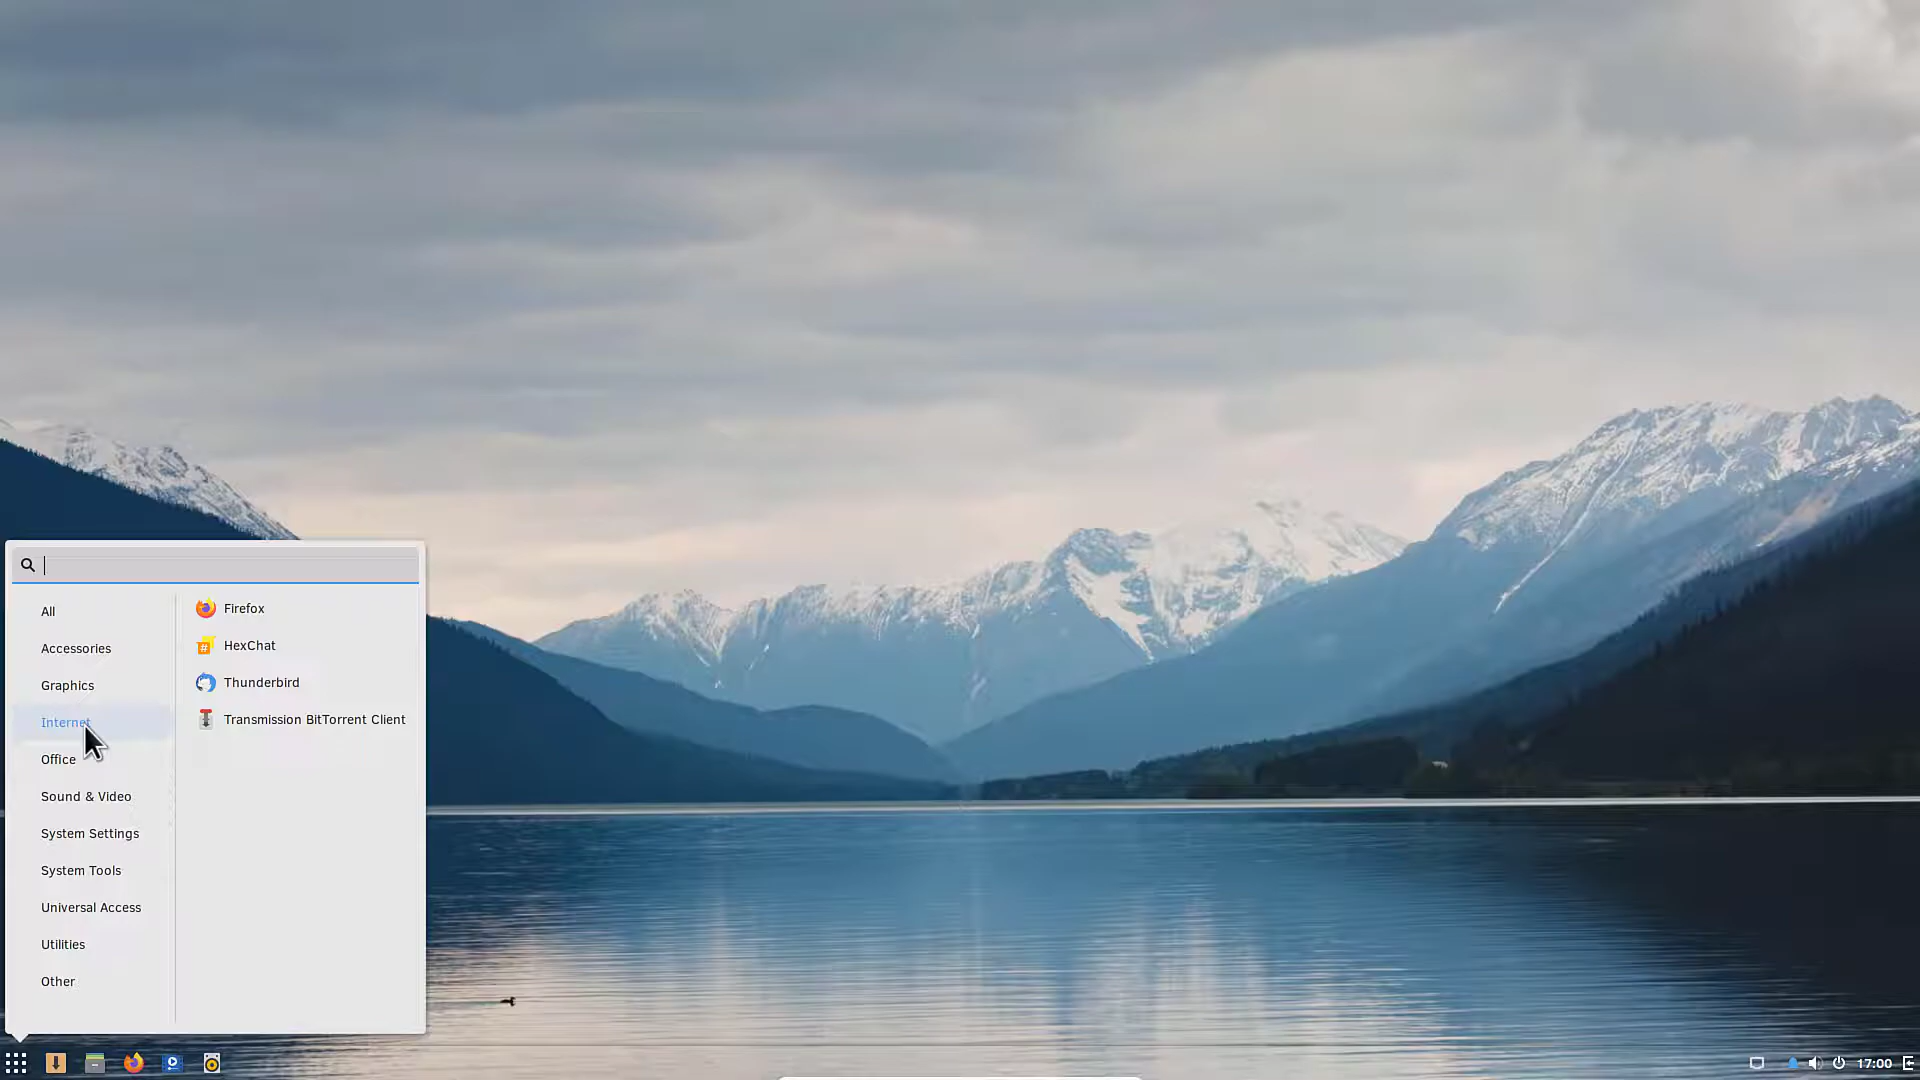 All
Accessories
Graphics
Internet
Office
Sound & Video
System Settings
System Tools
Universal Access
Utilities
Other
Firefox
HexChat
Thunderbird
Transmission BitTorrent Client
17:00